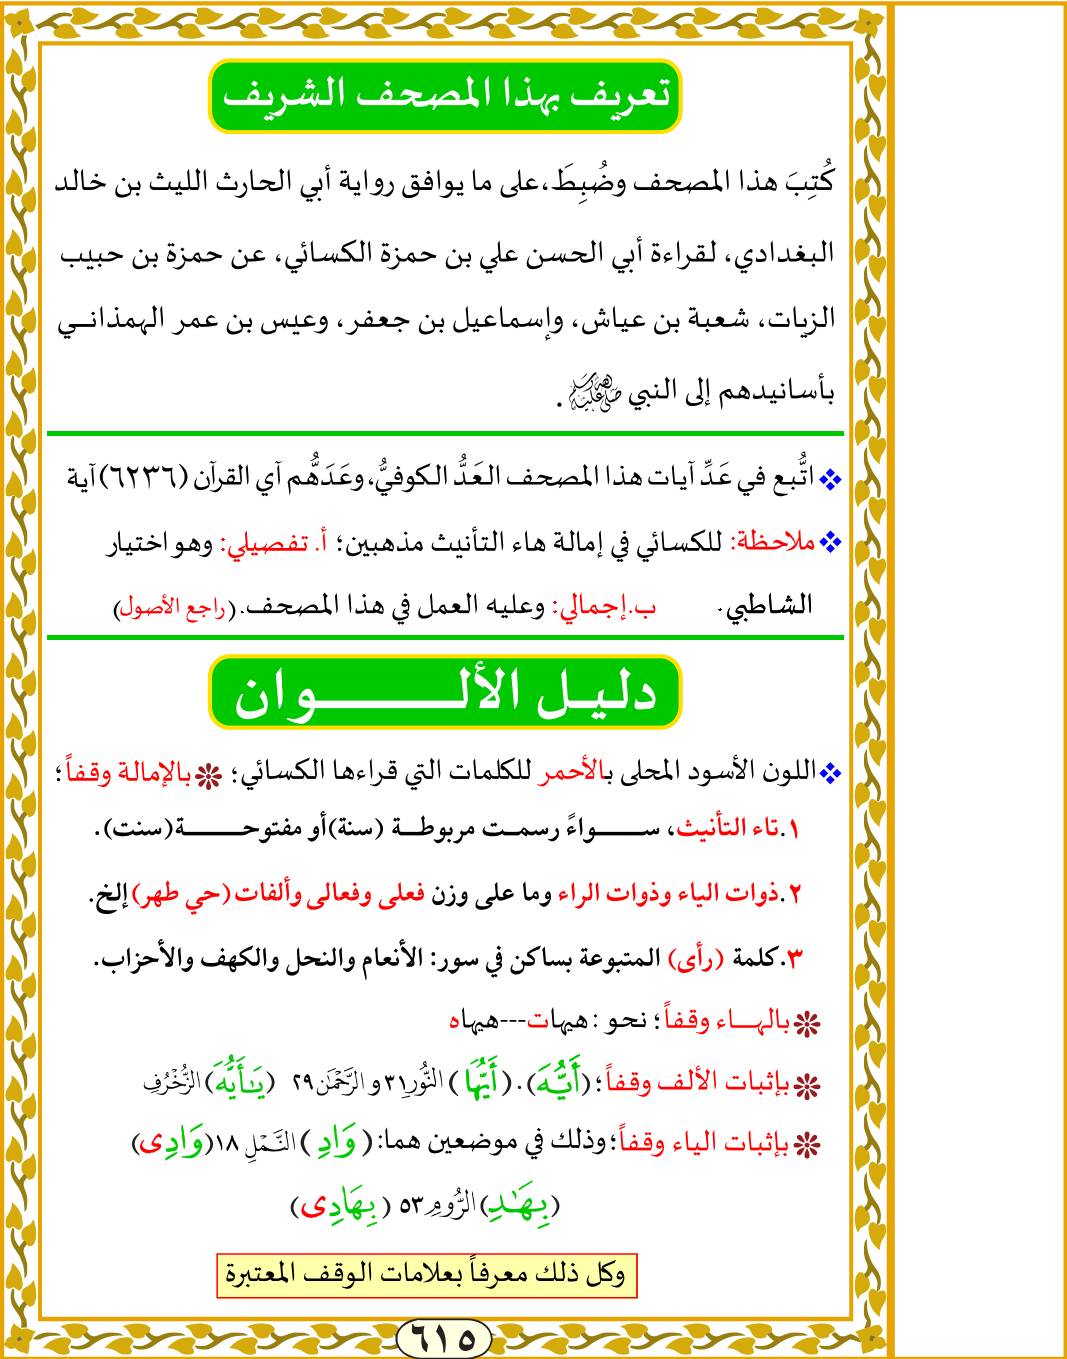 تعريف بهذا المصحف الشريف
كُتِبَ هذا المصحف وضُبِطَ،على ما يوافق رواية أبي الحارث الليث بن خالد
البغدادي، لقراءة أبي الحسن علي بن حمزة الكسائي، عن حمزة بن حبيب
الزيات، شعبة بن عياش، وإسماعيل بن جعفر، وعيس بن عمر الهمذاني
بأسانيدهم إلى النبي ﷺ .
اتُّبع في عَدِّ آيات هذا المصحف العَدُّ الكوفيُّ، وعَدَهُّم آي القرآن (٦٢٣٦) آية
ملاحظة: للكسائي في إمالة هاء التأنيث مذهبين؛ أ. تفصيلي: وهو اختيار
الشاطبي. ب.إجمالي: وعليه العمل في هذا المصحف. (راجع الأصول)
دليل الألوان
اللون الأسود المحلى بالأحمر للكلمات التي قراءها الكسائي؛ بالإمالة وقفاً؛
١.تاء التأنيث، سواءً رسمت مربوطة (سنة) أو مفتوحة (سنت).
٢.ذوات الياء وذوات الراء وما على وزن فعلى وفعالى وألفات (حي طهر) إلخ.
٣.كلمة (رأى) المتبوعة بساكن في سور: الأنعام والنحل والكهف والأحزاب.
بالهاء وقفاً؛ نحو : هيهات---هيهاه
بإثبات الألف وقفاً؛ (أَيُّهَ) . (أَيُّهَا) النُّورِ ٣١ و الرَّحْمَٰن ٢٩ (يَٰأَيُّهَ) الزُّخْرُفِ
بإثبات الياء وقفاً؛ وذلك في موضعين هما: (وَادِ) النَّمْلِ ١٨ (وَادِى)
(بِهَٰدِ) الرُّومِ ٥٣ (بِهَادِى)
وكل ذلك معرفاً بعلامات الوقف المعتبرة
٦١٥